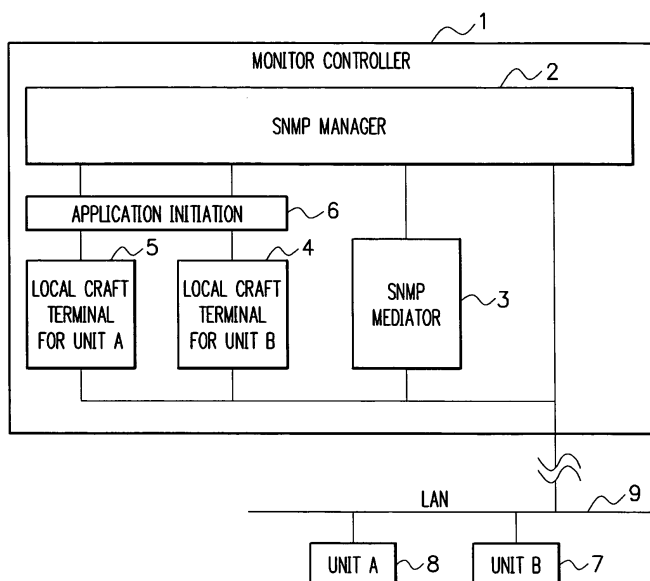 1
MONITOR CONTROLLER
2
SNMP MANAGER
APPLICATION INITIATION
6
5
4
LOCAL CRAFT
TERMINAL
FOR UNIT A
LOCAL CRAFT
TERMINAL
FOR UNIT B
SNMP
MEDIATOR
3
LAN
9
UNIT A
8
UNIT B
7